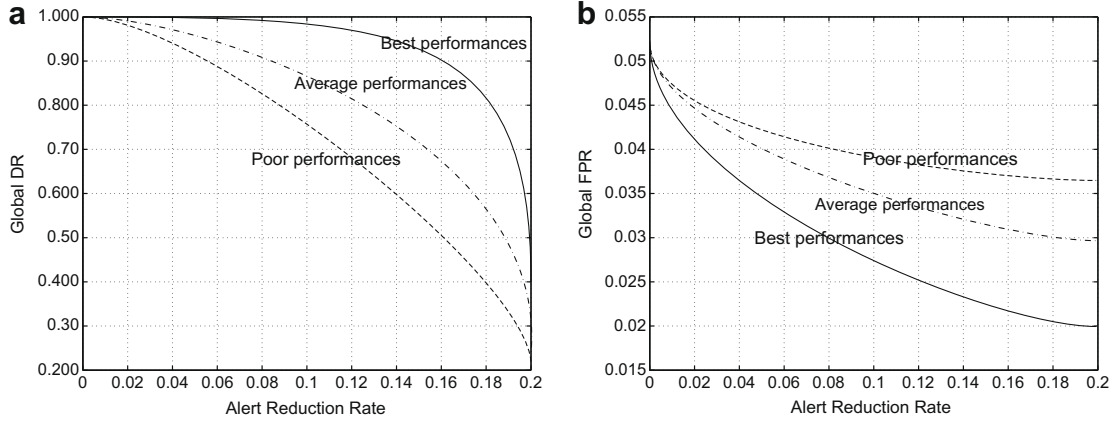 a
1.000
0.90
0.800
0.70
0.600
0.50
0.400
0.30
0.200
Global DR
Best performances
Average performances
Poor performances
0 0.02 0.04 0.06 0.08 0.1 0.12 0.14 0.16 0.18 0.2
Alert Reduction Rate
b
0.055
0.05
0.045
0.04
0.035
0.03
0.025
0.02
0.015
Global FPR
Poor performances
Average performances
Best performances
0 0.02 0.04 0.06 0.08 0.1 0.12 0.14 0.16 0.18 0.2
Alert Reduction Rate